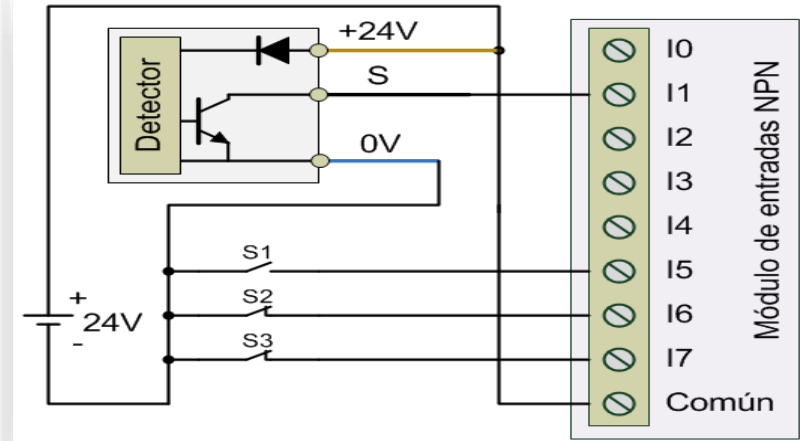 +24V
S
0V
Detector
S1
S2
S3
+
24V
-
I0
I1
I2
I3
I4
I5
I6
I7
Común
Módulo de entradas NPN